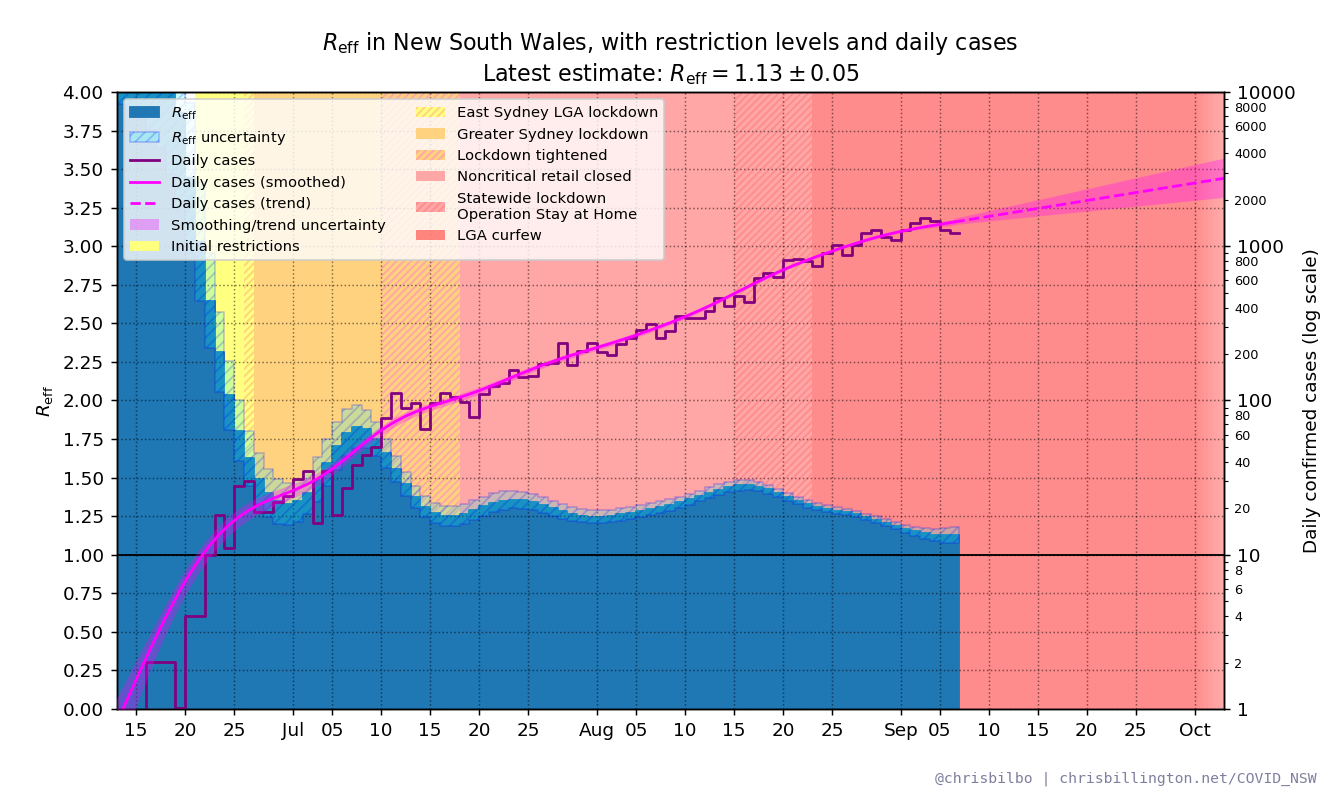 Reff in New South Wales, with restriction levels and daily cases
Latest estimate: Reff = 1.13 ± 0.05
Reff
Reff uncertainty
Daily cases
Daily cases (smoothed)
Daily cases (trend)
Smoothing/trend uncertainty
Initial restrictions
East Sydney LGA lockdown
Greater Sydney lockdown
Lockdown tightened
Noncritical retail closed
Statewide lockdown
Operation Stay at Home
LGA curfew
Reff
4.00
3.75
3.50
3.25
3.00
2.75
2.50
2.25
2.00
1.75
1.50
1.25
1.00
0.75
0.50
0.25
0.00
10000
8000
6000
4000
2000
1000
800
600
400
200
100
80
60
40
20
10
8
6
4
2
1
Daily confirmed cases (log scale)
15 20 25 Jul 05 10 15 20 Aug 05 10 15 20 25 Sep 05 10 15 20 25 Oct
@chrisbilbo | chrisbillington.net/COVID_NSW